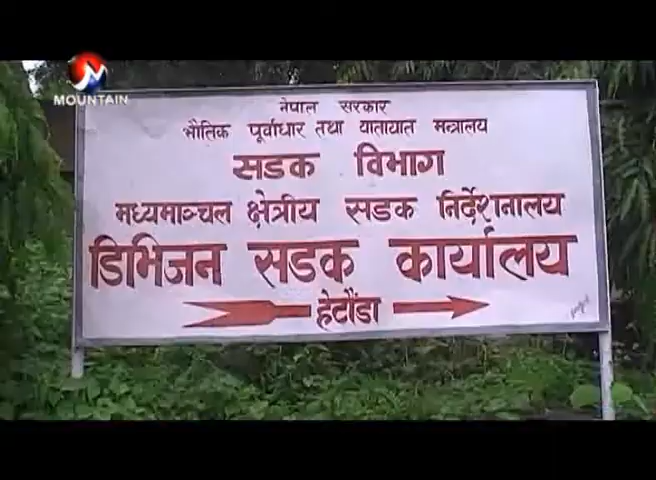 MOUNTAIN
नेपाल सरकार
भौतिक पूर्वाधार तथा यातायात मन्त्रालय
सडक विभाग
मध्यमाञ्चल क्षेत्रीय सडक निर्देशनालय
डिभिजन सडक कार्यालय
हेटौंडा